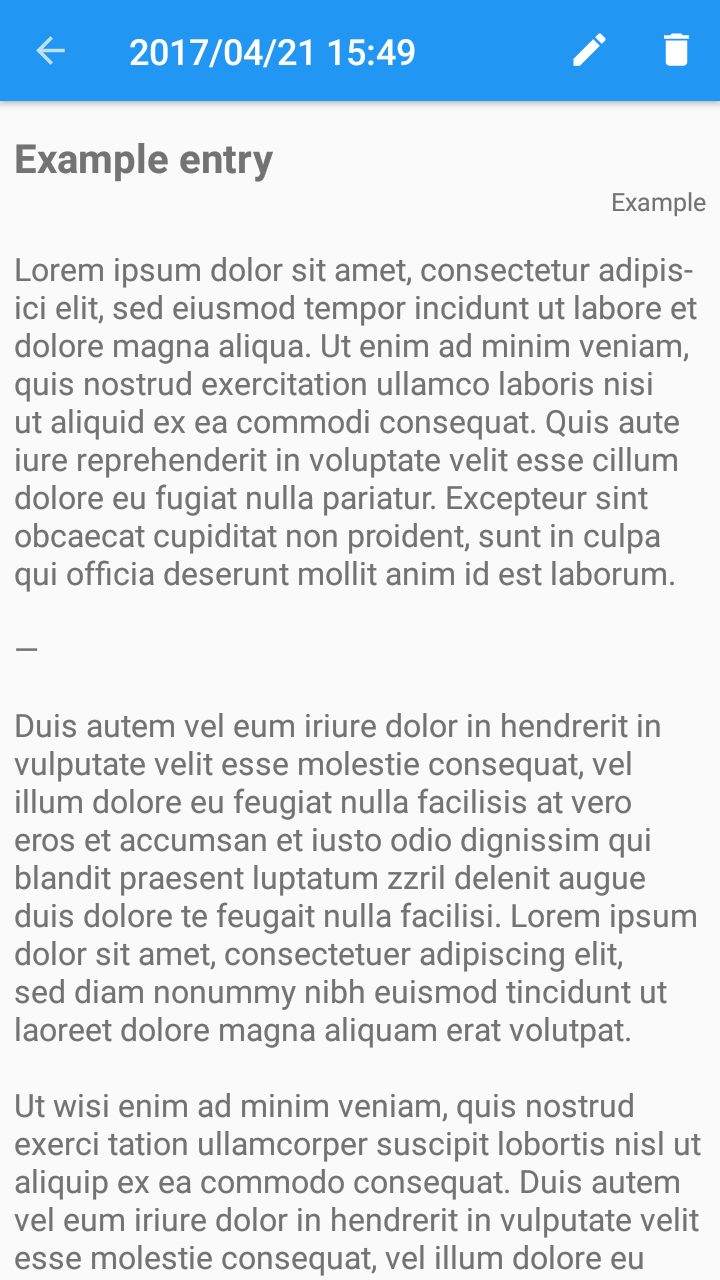 2017/04/21 15:49
Example entry
Example
Lorem ipsum dolor sit amet, consectetur adipis-
ici elit, sed eiusmod tempor incidunt ut labore et
dolore magna aliqua. Ut enim ad minim veniam,
quis nostrud exercitation ullamco laboris nisi
ut aliquid ex ea commodi consequat. Quis aute
iure reprehenderit in voluptate velit esse cillum
dolore eu fugiat nulla pariatur. Excepteur sint
obcaecat cupiditat non proident, sunt in culpa
qui officia deserunt mollit anim id est laborum.
—
Duis autem vel eum iriure dolor in hendrerit in
vulputate velit esse molestie consequat, vel
illum dolore eu feugiat nulla facilisis at vero
eros et accumsan et iusto odio dignissim qui
blandit praesent luptatum zzril delenit augue
duis dolore te feugait nulla facilisi. Lorem ipsum
dolor sit amet, consectetuer adipiscing elit,
sed diam nonummy nibh euismod tincidunt ut
laoreet dolore magna aliquam erat volutpat.
Ut wisi enim ad minim veniam, quis nostrud
exerci tation ullamcorper suscipit lobortis nisl ut
aliquip ex ea commodo consequat. Duis autem
vel eum iriure dolor in hendrerit in vulputate velit
esse molestie consequat, vel illum dolore eu